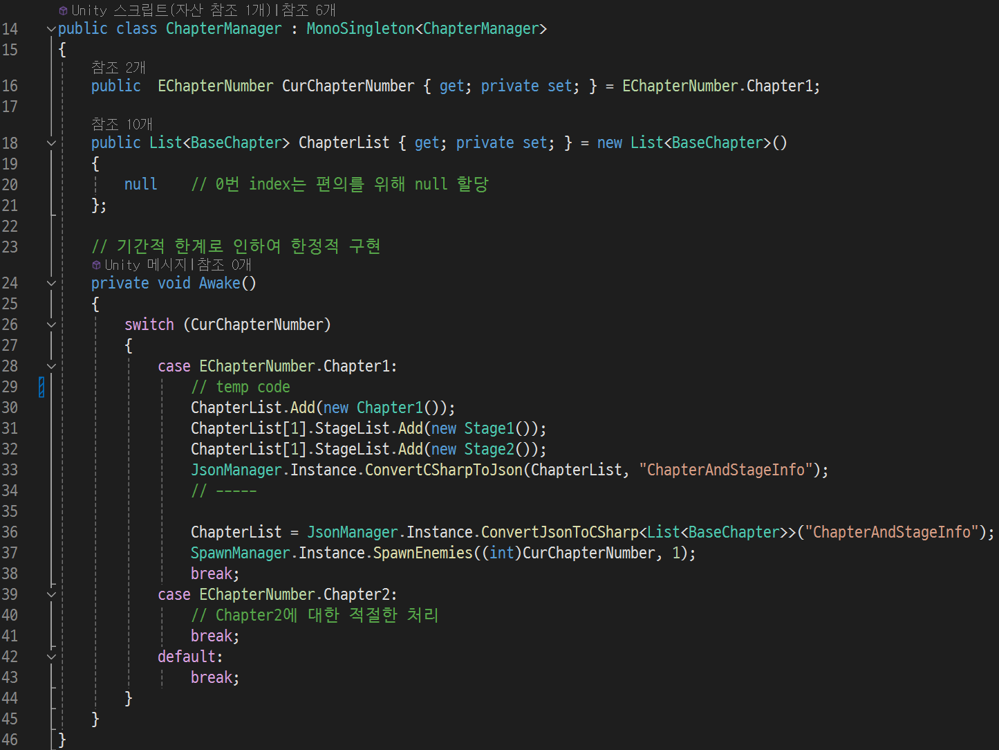 Unity 스크립트(자산 참조 1개)|참조 6개
14 public class ChapterManager : MonoSingleton<ChapterManager>
15 {
참조 2개
16 public  EChapterNumber CurChapterNumber { get; private set; } = EChapterNumber.Chapter1;
17
참조 10개
18 public List<BaseChapter> ChapterList { get; private set; } = new List<BaseChapter>()
19 {
20 null    // 0번 index는 편의를 위해 null 할당
21 };
22
23 // 기간적 한계로 인하여 한정적 구현
Unity 메시지|참조 0개
24 private void Awake()
25 {
26 switch (CurChapterNumber)
27 {
28 case EChapterNumber.Chapter1:
29 // temp code
30 ChapterList.Add(new Chapter1());
31 ChapterList[1].StageList.Add(new Stage1());
32 ChapterList[1].StageList.Add(new Stage2());
33 JsonManager.Instance.ConvertCSharpToJson(ChapterList, "ChapterAndStageInfo");
34 // -----
35
36 ChapterList = JsonManager.Instance.ConvertJsonToCSharp<List<BaseChapter>>("ChapterAndStageInfo");
37 SpawnManager.Instance.SpawnEnemies((int)CurChapterNumber, 1);
38 break;
39 case EChapterNumber.Chapter2:
40 // Chapter2에 대한 적절한 처리
41 break;
42 default:
43 break;
44 }
45 }
46 }